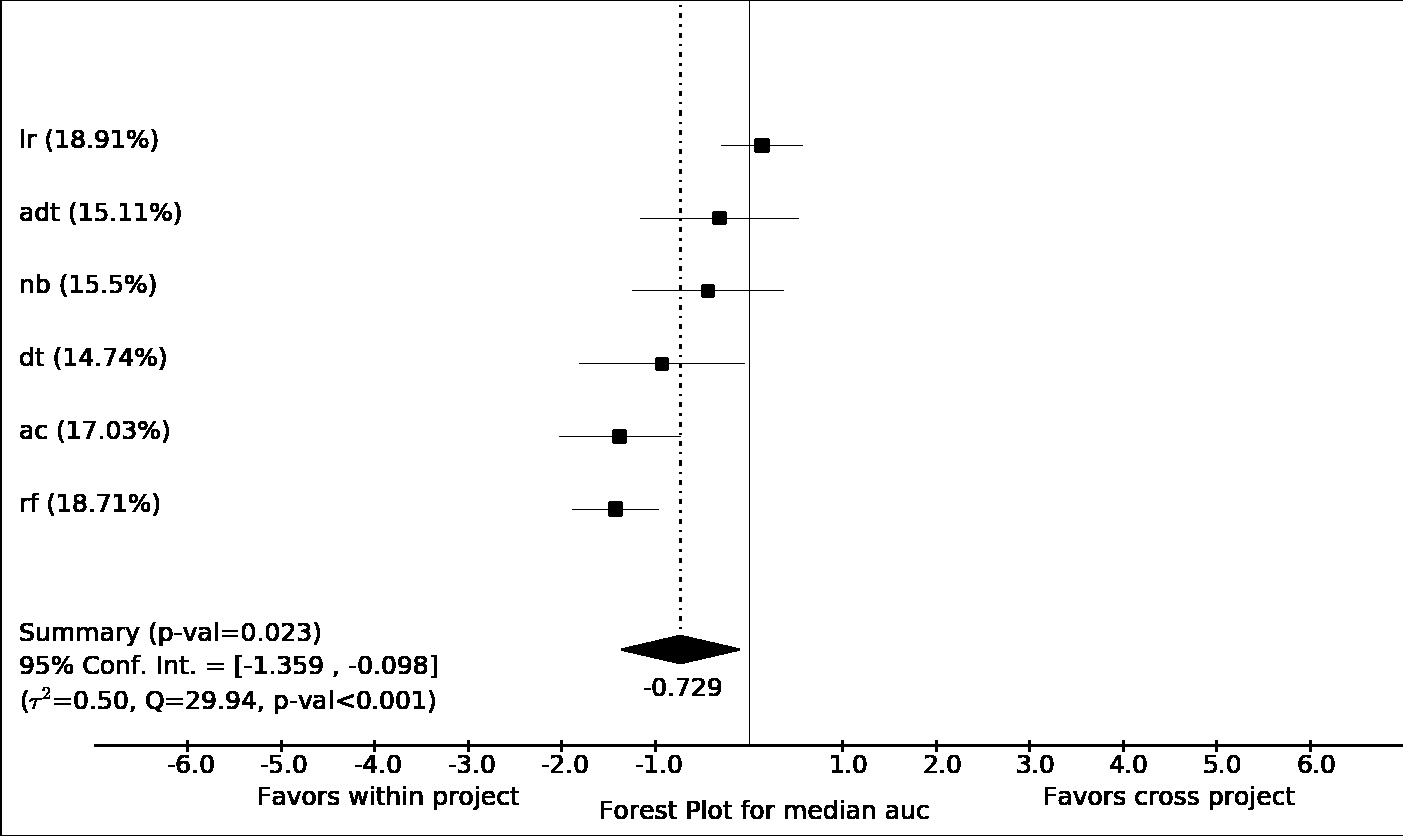 lr (18.91%)
adt (15.11%)
nb (15.5%)
dt (14.74%)
ac (17.03%)
rf (18.71%)
Summary (p-val=0.023)
95% Conf. Int. = [-1.359 , -0.098]
(τ²=0.50, Q=29.94, p-val<0.001)
-0.729
-6.0 -5.0 -4.0 -3.0 -2.0 -1.0 1.0 2.0 3.0 4.0 5.0 6.0
Favors within project
Forest Plot for median auc
Favors cross project